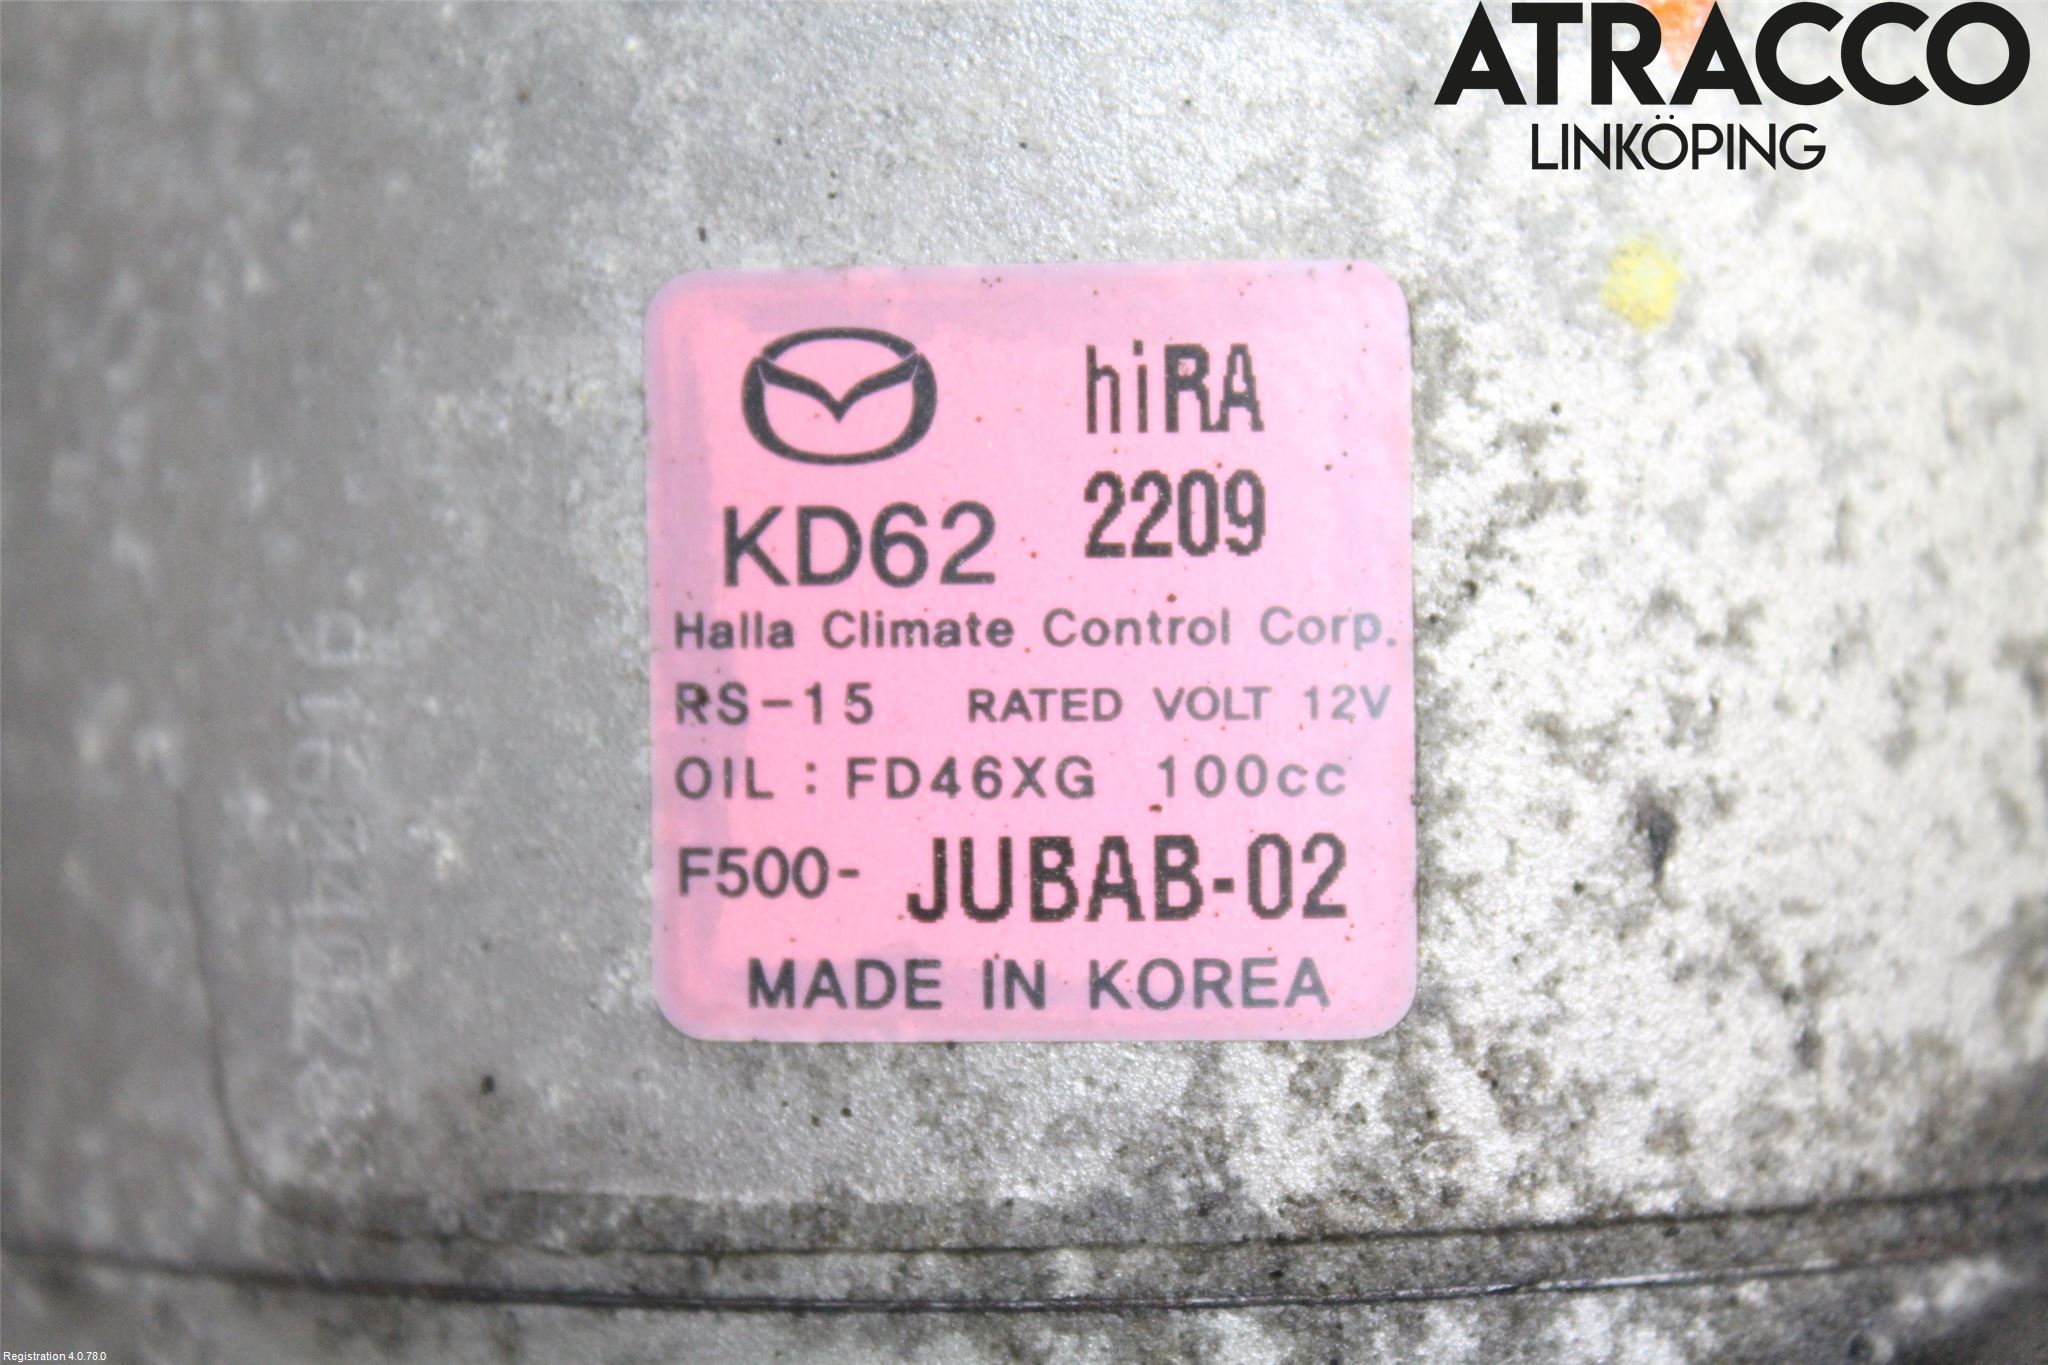 ATRACCO
LINKÖPING
hiRA
KD62 2209
Halla Climate Control Corp.
RS-15 RATED VOLT 12V
OIL : FD46XG 100cc
F500- JUBAB-02
MADE IN KOREA
Registration 4.0.78.0